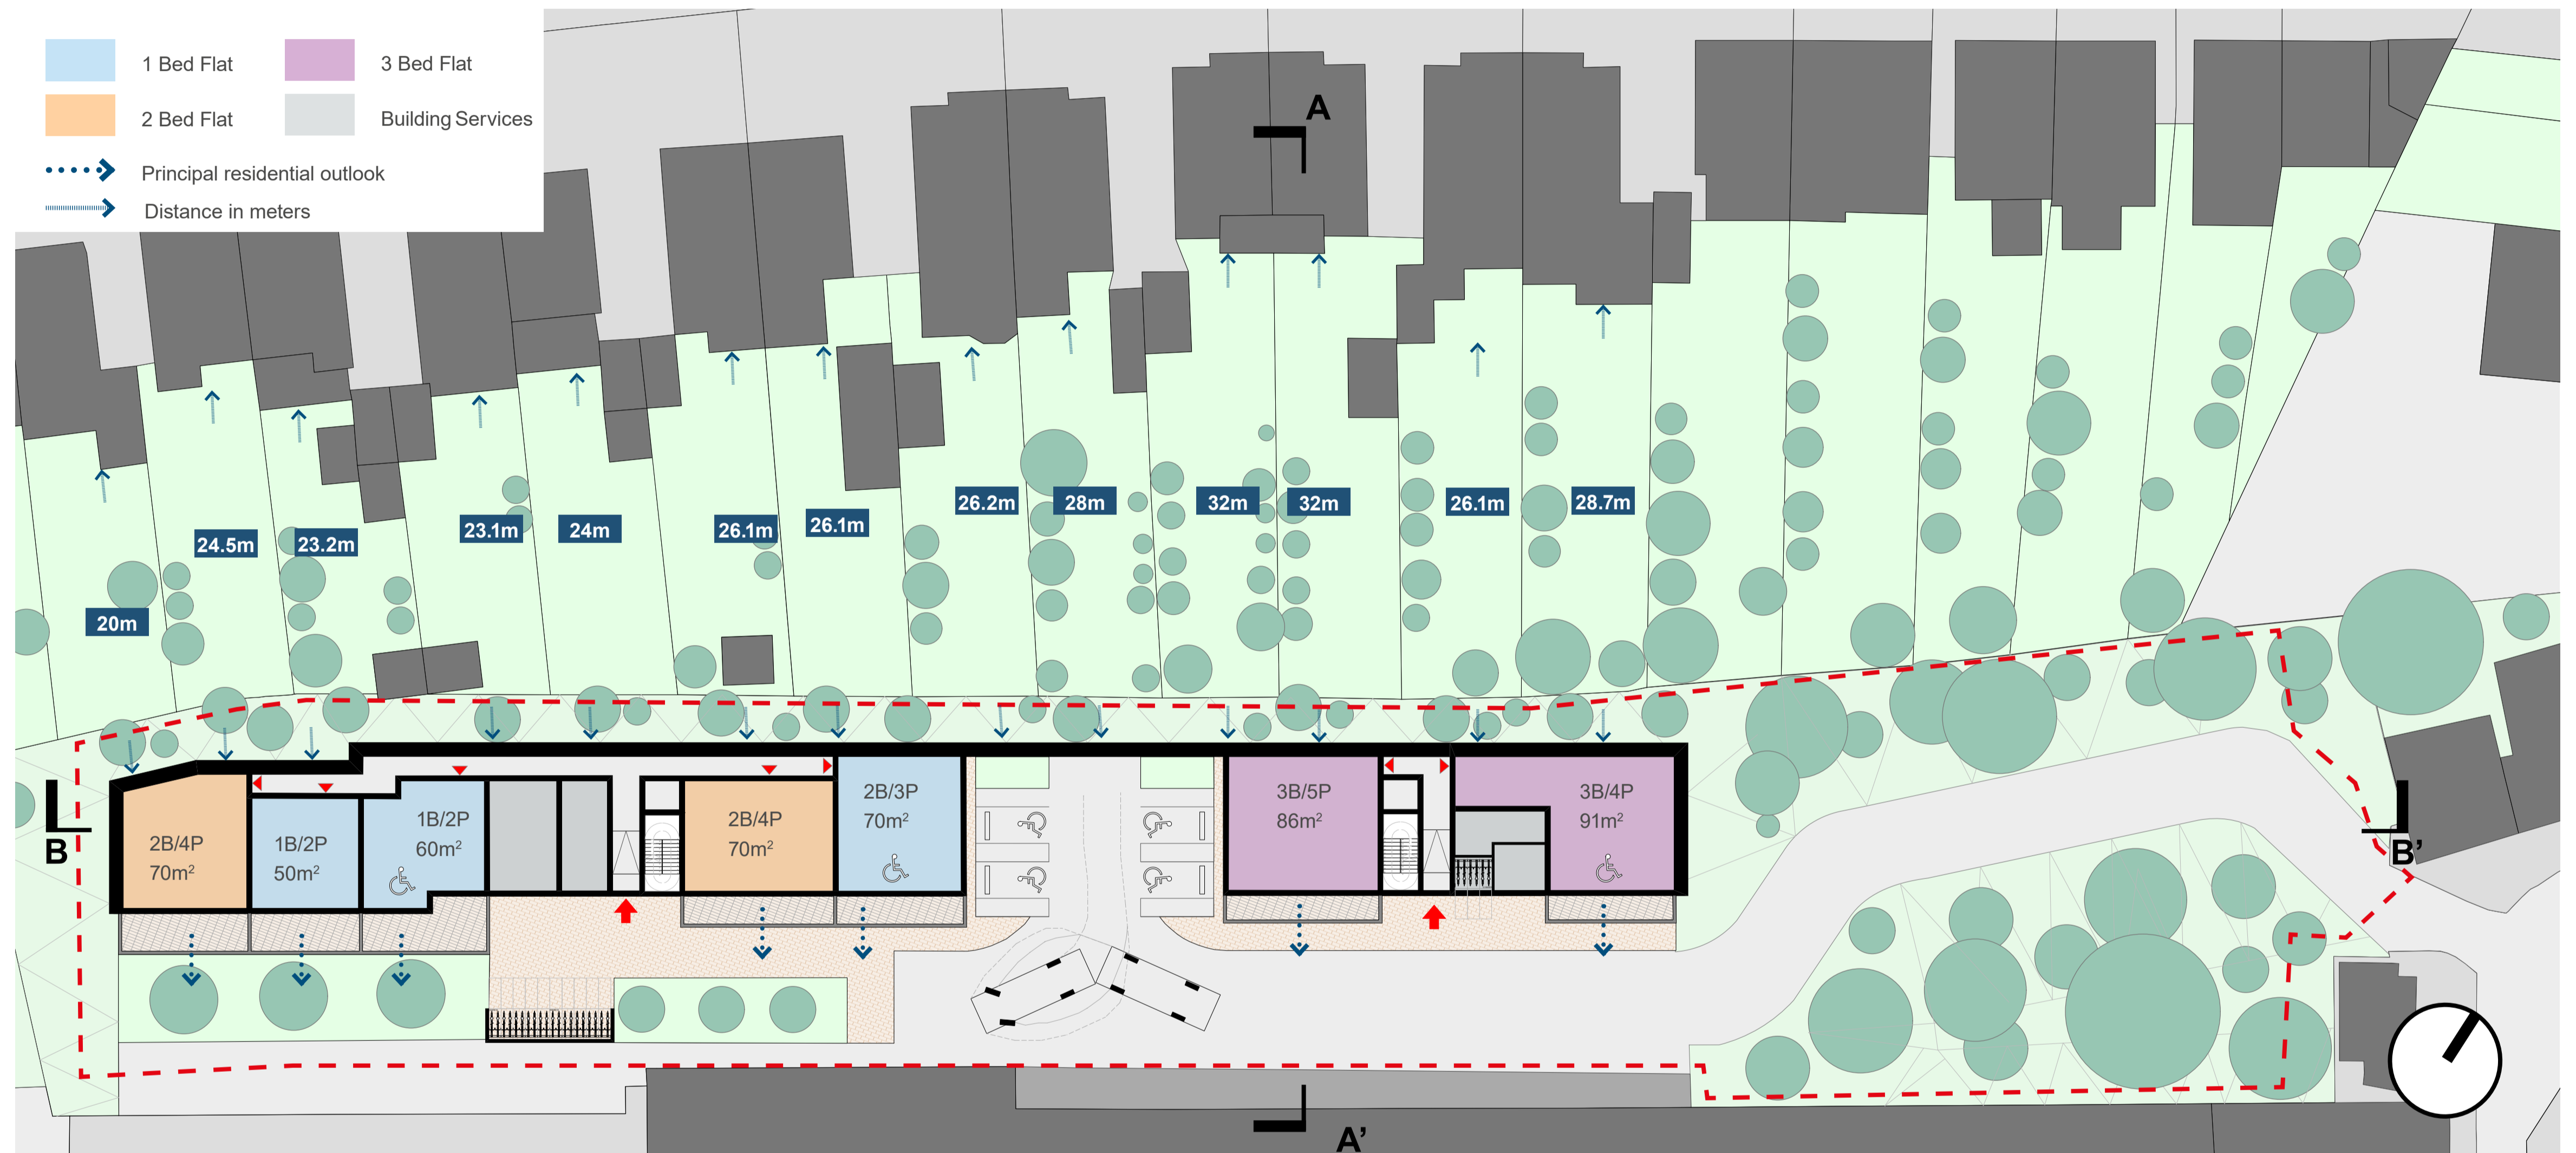 1 Bed Flat
3 Bed Flat
2 Bed Flat
Building Services
Principal residential outlook
Distance in meters
A
24.5m
23.2m
23.1m
24m
26.1m
26.1m
26.2m
28m
32m
32m
26.1m
28.7m
20m
B
2B/4P
70m²
1B/2P
50m²
1B/2P
60m²
2B/4P
70m²
2B/3P
70m²
3B/5P
86m²
3B/4P
91m²
B’
A’